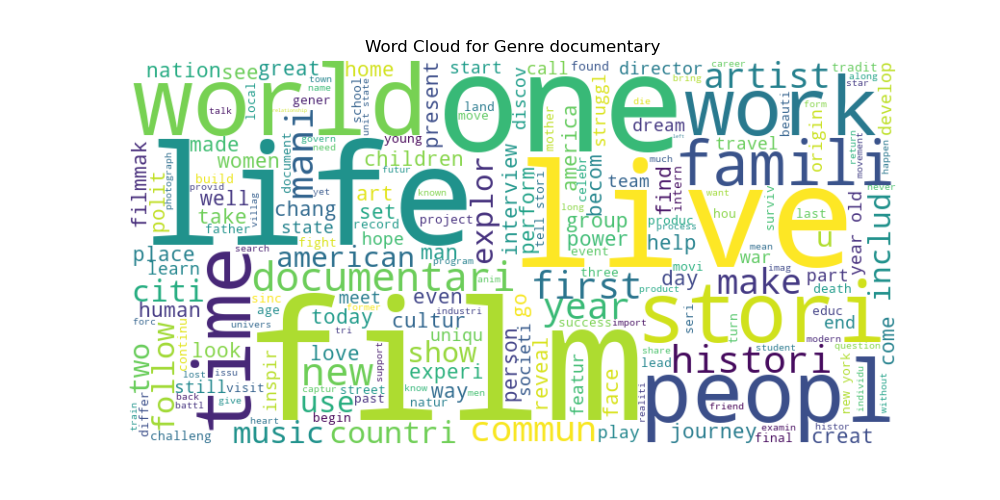 Word Cloud for Genre documentary
nation see great home start call found director artist career tradit
town name local school world one work along star develop
talk gener unit state present land move discov struggl bring beauti origin form
made mani govern need young mother die dream left travel return movement happen
filmmak photograph polit women document children life explor interview perform america becom celebr team famili much never
build provid well yet futur art known tell stori long live find intern want surviv
take villag chang set record project group produc process hou last u year old includ
father state fight hope man power event help war mean
place search american program movi day imag part
learn documentari anim three product make death
citi sinc meet even industri go first year seri educ
human age today former cultur success import stori turn end come
forc univers tri uniqu societi student modern
two follow continu time look love show reveal share lead histori question
lost issu new support experi person featur face realiti new york individu without
still visit inspir captur street way know men film peopl
differ back give use past natur friend
train battl heart begin examin histor
challeng music countri commun play journey final creat